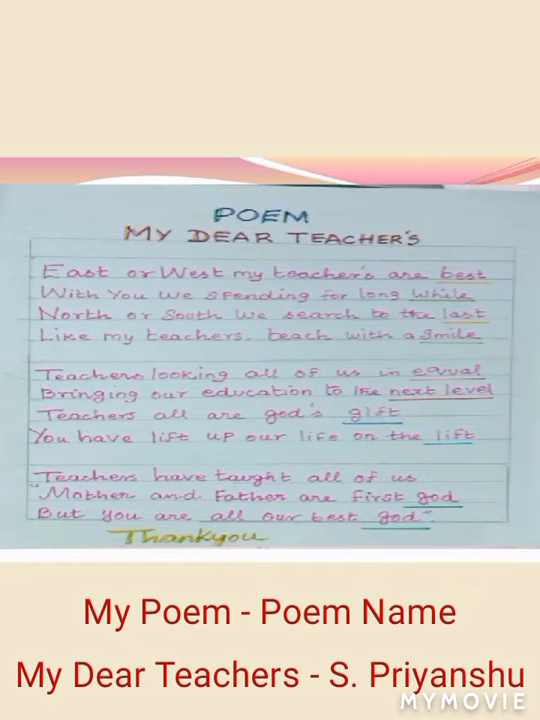 POEM
MY DEAR TEACHER'S
East or West my teacher's are best
With You we spending for long while
North or South we search to the last
Like my teachers, teach with a smile
Teachers looking all of us in equal
Bringing our education to the next level
Teachers all are god's gift
You have lift up our life on the lift
Teachers have taught all of us
"Mother and Father are first god
But you are all our best god".
Thankyou
My Poem - Poem Name
My Dear Teachers - S. Priyanshu
MYMOVIE